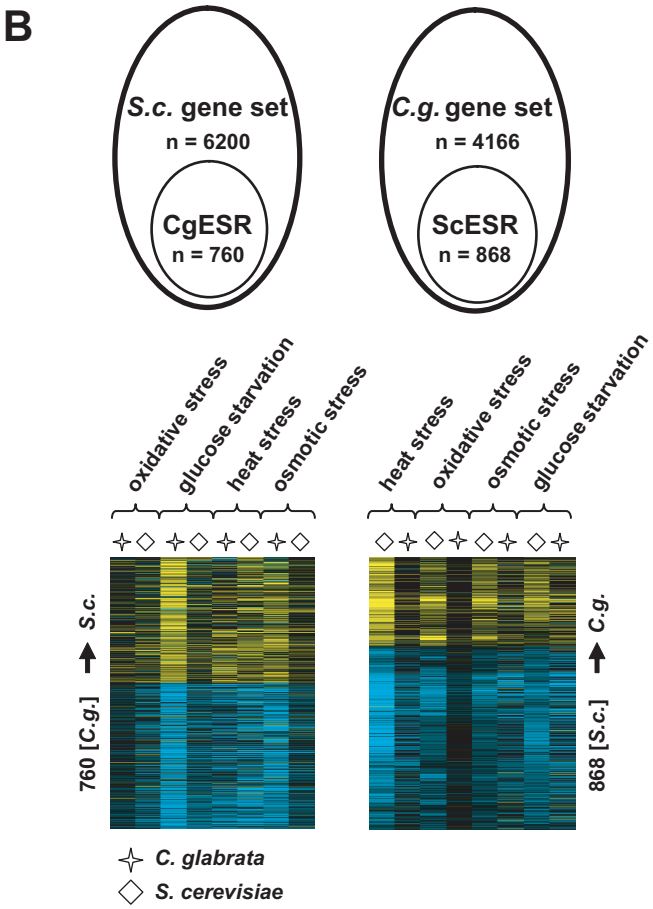 B
S.c. gene set
n = 6200
CgESR
n = 760
C.g. gene set
n = 4166
ScESR
n = 868
oxidative stress
glucose starvation
heat stress
osmotic stress
heat stress
oxidative stress
osmotic stress
glucose starvation
760 [C.g.] → S.c.
868 [S.c.] → C.g.
C. glabrata
S. cerevisiae